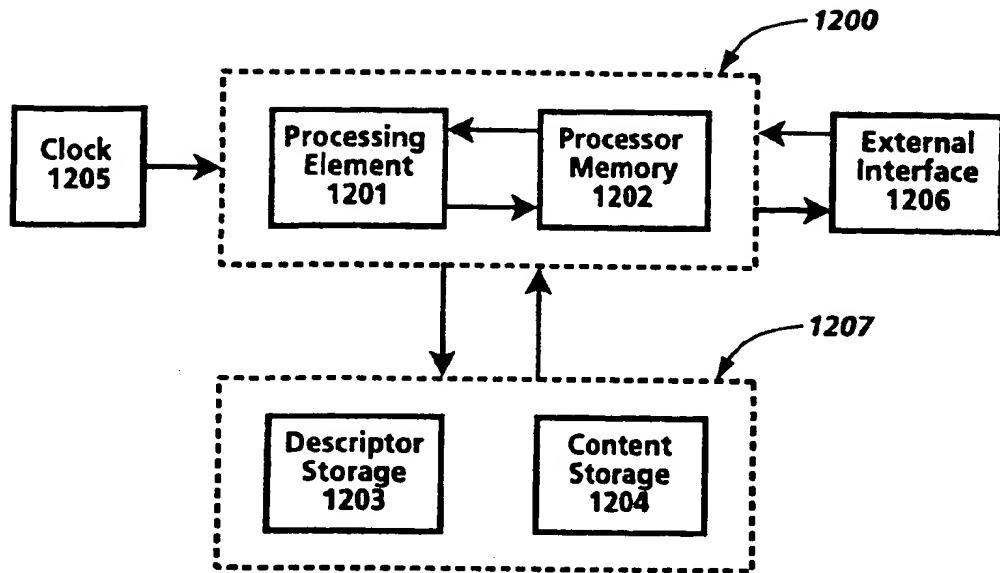 1200
Clock
1205
Processing
Element
1201
Processor
Memory
1202
External
Interface
1206
1207
Descriptor
Storage
1203
Content
Storage
1204